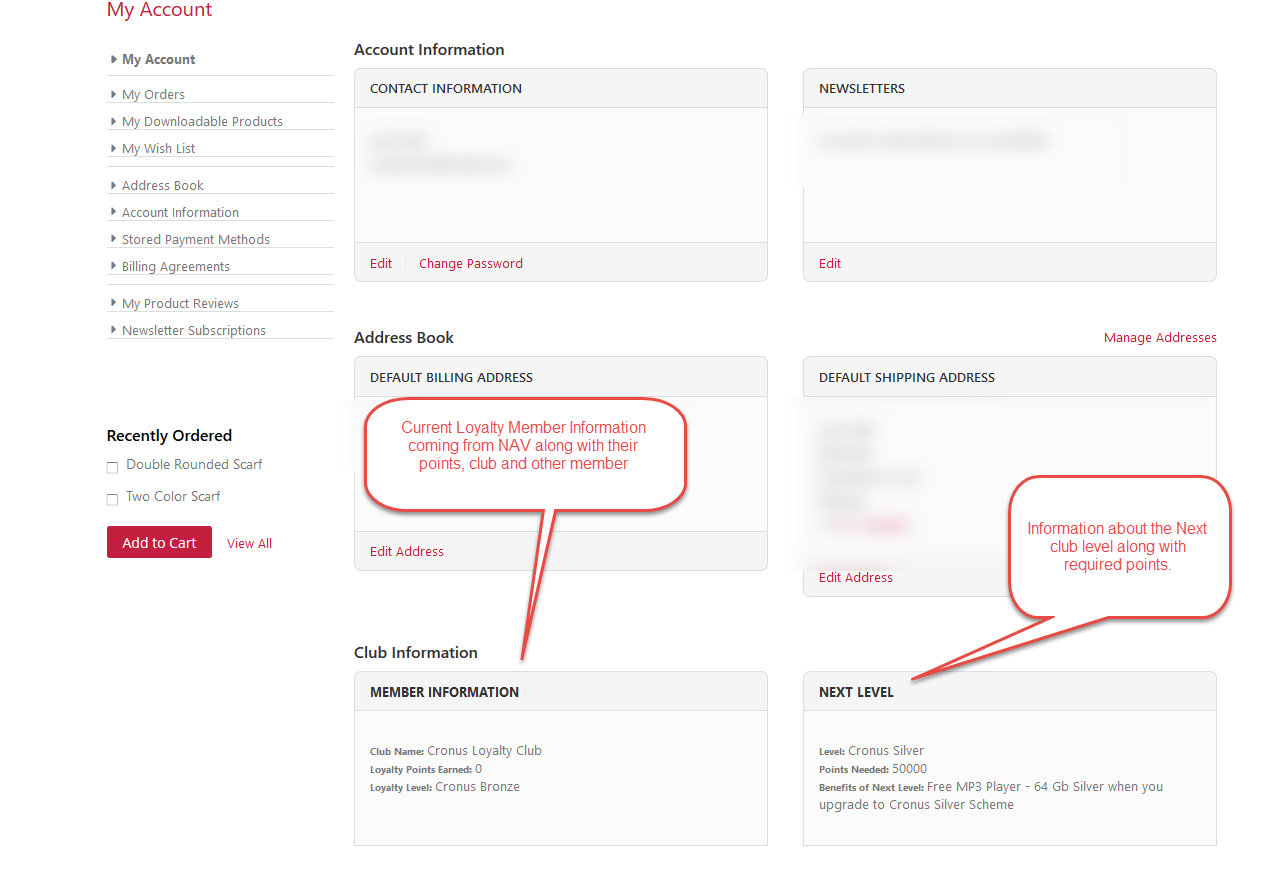 My Account
My Account
My Orders
My Downloadable Products
My Wish List
Address Book
Account Information
Stored Payment Methods
Billing Agreements
My Product Reviews
Newsletter Subscriptions
Recently Ordered
Double Rounded Scarf
Two Color Scarf
Add to Cart View All
Account Information
CONTACT INFORMATION
Edit Change Password
NEWSLETTERS
Edit
Address Book
Manage Addresses
DEFAULT BILLING ADDRESS
Current Loyalty Member Information
coming from NAV along with their
points, club and other member
Edit Address
DEFAULT SHIPPING ADDRESS
Information about the Next
club level along with
required points.
Edit Address
Club Information
MEMBER INFORMATION
Club Name: Cronus Loyalty Club
Loyalty Points Earned: 0
Loyalty Level: Cronus Bronze
NEXT LEVEL
Level: Cronus Silver
Points Needed: 50000
Benefits of Next Level: Free MP3 Player - 64 Gb Silver when you
upgrade to Cronus Silver Scheme